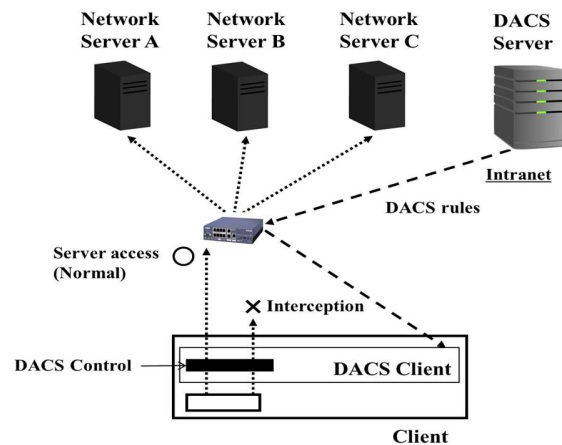 Network
Server A
Network
Server B
Network
Server C
DACS
Server
Intranet
DACS rules
Server access
(Normal)
Interception
DACS Control
DACS Client
Client